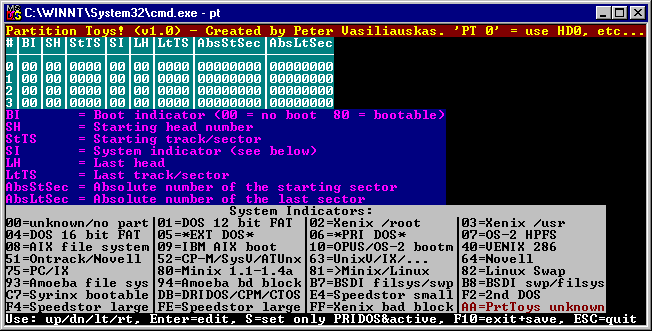 C:\WINNT\System32\cmd.exe - pt
Partition Toys! (v1.0) - Created by Peter Vasiliauskas. 'PT 0' = use HD0, etc...
#|BI|SH|StTS|SI|LH|LtTS|AbsStSec|AbsLtSec
0|00|00|0000|00|00|0000|00000000|00000000
1|00|00|0000|00|00|0000|00000000|00000000
2|00|00|0000|00|00|0000|00000000|00000000
3|00|00|0000|00|00|0000|00000000|00000000
BI = Boot indicator (00 = no boot 80 = bootable)
SH = Starting head number
StTS = Starting track/sector
SI = System indicator (see below)
LH = Last head
LtTS = Last track/sector
AbsStSec = Absolute number of the starting sector
AbsLtSec = Absolute number of the last sector
System Indicators:
00=unknown/no part|01=DOS 12 bit FAT |02=Xenix /root |03=Xenix /usr
04=DOS 16 bit FAT |05=*EXT DOS* |06=*PRI DOS* |07=OS-2 HPFS
08=AIX file system|09=IBM AIX boot |10=OPUS/OS-2 bootm|40=VENIX 286
51=Ontrack/Novell |52=CP-M/SysV/ATUnx|63=UnixV/IX/... |64=Novell
75=PC/IX |80=Minix 1.1-1.4a |81=>Minix/Linux |82=Linux Swap
93=Amoeba file sys|94=Amoeba bd block|B7=BSDI filsys/swp|B8=BSDI swp/filsys
C7=Syrinx bootable|DB=DRIDOS/CPM/CTOS|E4=Speedstor small|F2=2nd DOS
F4=Speedstor large|FE=Speedstor large|FF=Xenix bad block|AA=PrtToys unknown
Use: up/dn/lt/rt, Enter=edit, S=set only PRIDOS&active, F10=exit+save, ESC=quit